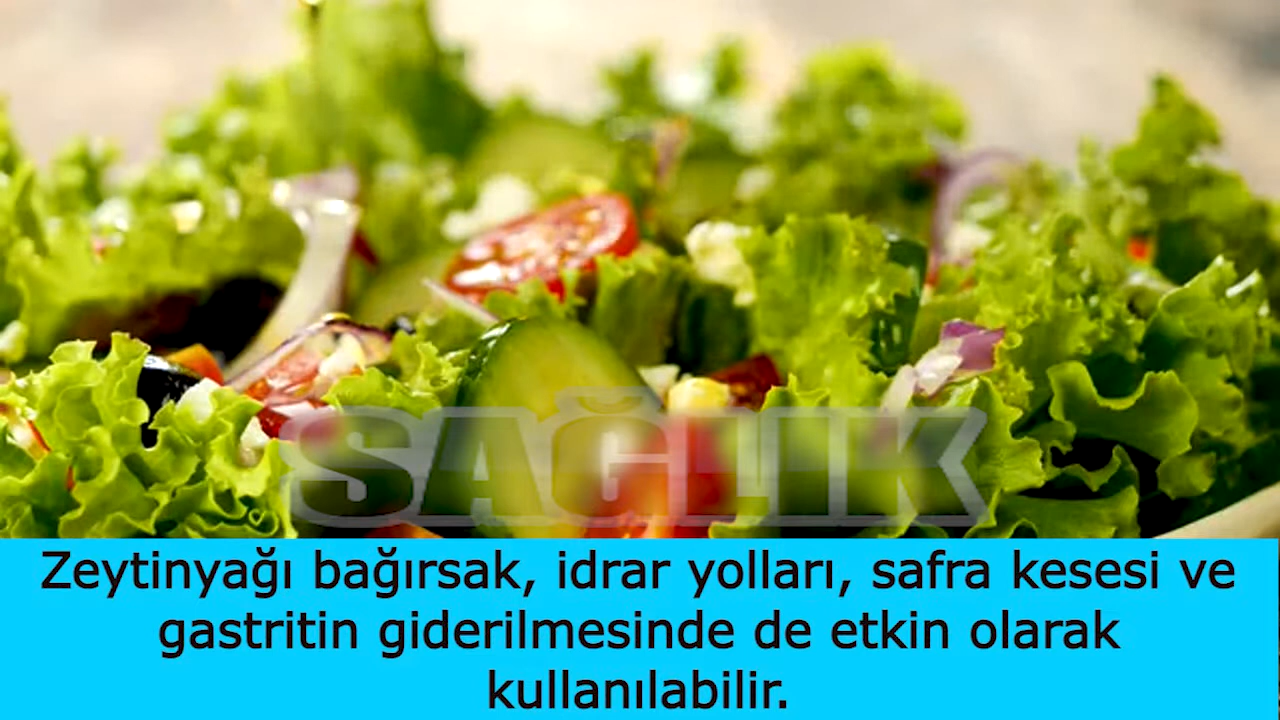 SAĞLIK
Zeytinyağı bağırsak, idrar yolları, safra kesesi ve
gastritin giderilmesinde de etkin olarak
kullanılabilir.